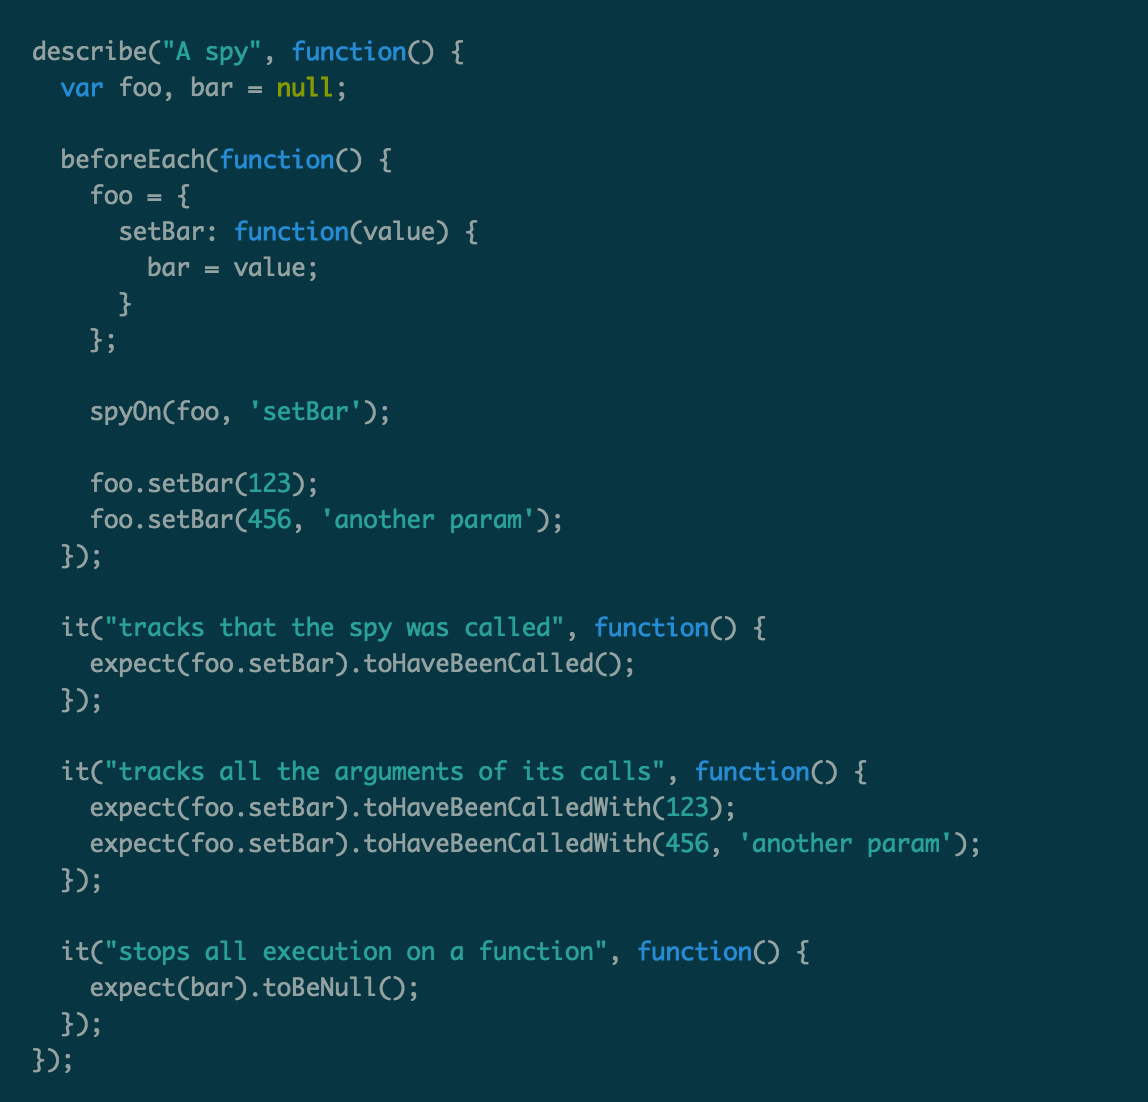 describe("A spy", function() {
  var foo, bar = null;

  beforeEach(function() {
    foo = {
      setBar: function(value) {
        bar = value;
      }
    };

    spyOn(foo, 'setBar');

    foo.setBar(123);
    foo.setBar(456, 'another param');
  });

  it("tracks that the spy was called", function() {
    expect(foo.setBar).toHaveBeenCalled();
  });

  it("tracks all the arguments of its calls", function() {
    expect(foo.setBar).toHaveBeenCalledWith(123);
    expect(foo.setBar).toHaveBeenCalledWith(456, 'another param');
  });

  it("stops all execution on a function", function() {
    expect(bar).toBeNull();
  });
});